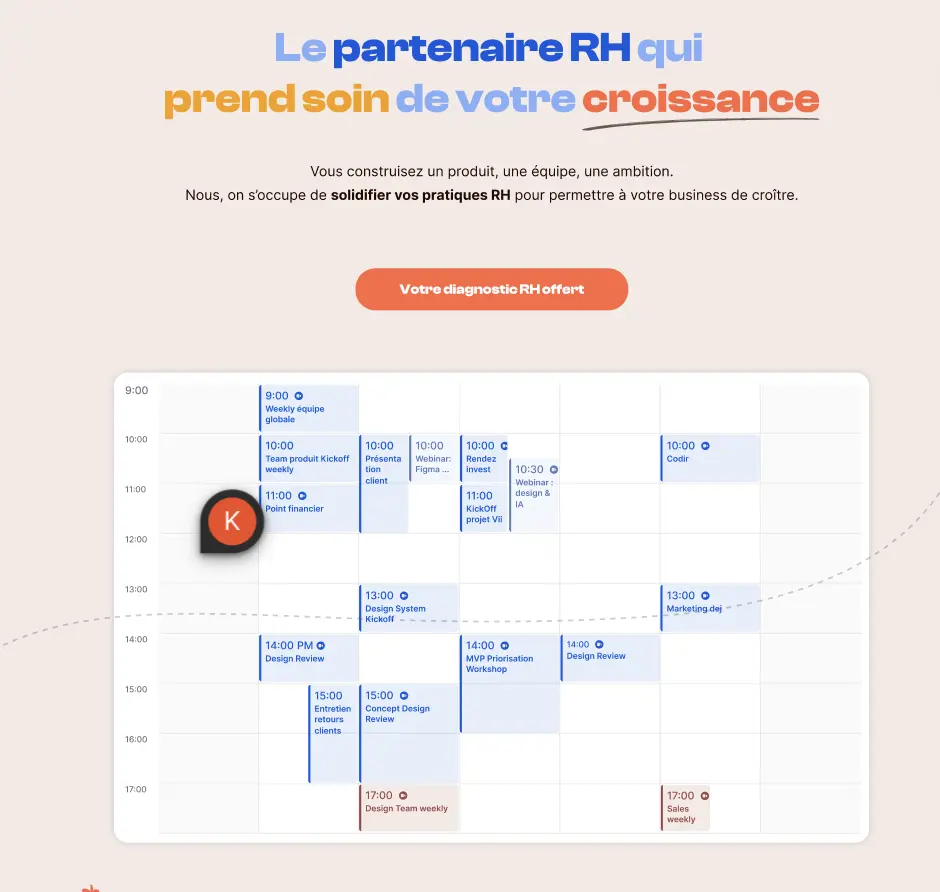 Le partenaire RH qui
prend soin de votre croissance
Vous construisez un produit, une équipe, une ambition.
Nous, on s’occupe de solidifier vos pratiques RH pour permettre à votre business de croître.
Votre diagnostic RH offert
9:00
9:00
Weekly équipe
globale
10:00
10:00
Team produit Kickoff
weekly
10:00
Présenta
tion
client
10:00
Webinar:
Figma ...
10:00
Rendez
invest
10:30
Webinar :
design &
IA
10:00
Codir
11:00
11:00
Point financier
11:00
KickOff
projet Vii
K
12:00
13:00
13:00
Design System
Kickoff
13:00
Marketing dej
14:00
14:00 PM
Design Review
14:00
MVP Priorisation
Workshop
14:00
Design Review
15:00
15:00
Entretien
retours
clients
15:00
Concept Design
Review
16:00
17:00
17:00
Design Team weekly
17:00
Sales
weekly